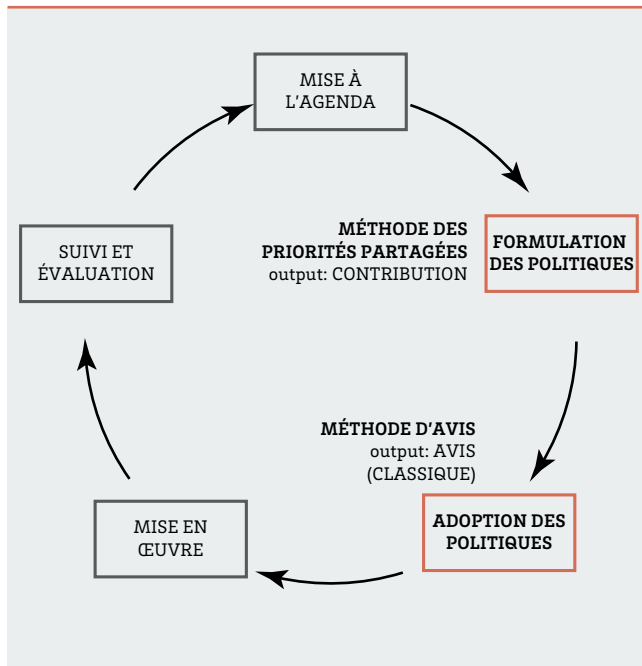 MISE À
L'AGENDA
MÉTHODE DES
PRIORITÉS PARTAGÉES
output: CONTRIBUTION
FORMULATION
DES POLITIQUES
MÉTHODE D'AVIS
output: AVIS
(CLASSIQUE)
ADOPTION DES
POLITIQUES
MISE EN
ŒUVRE
SUIVI ET
ÉVALUATION